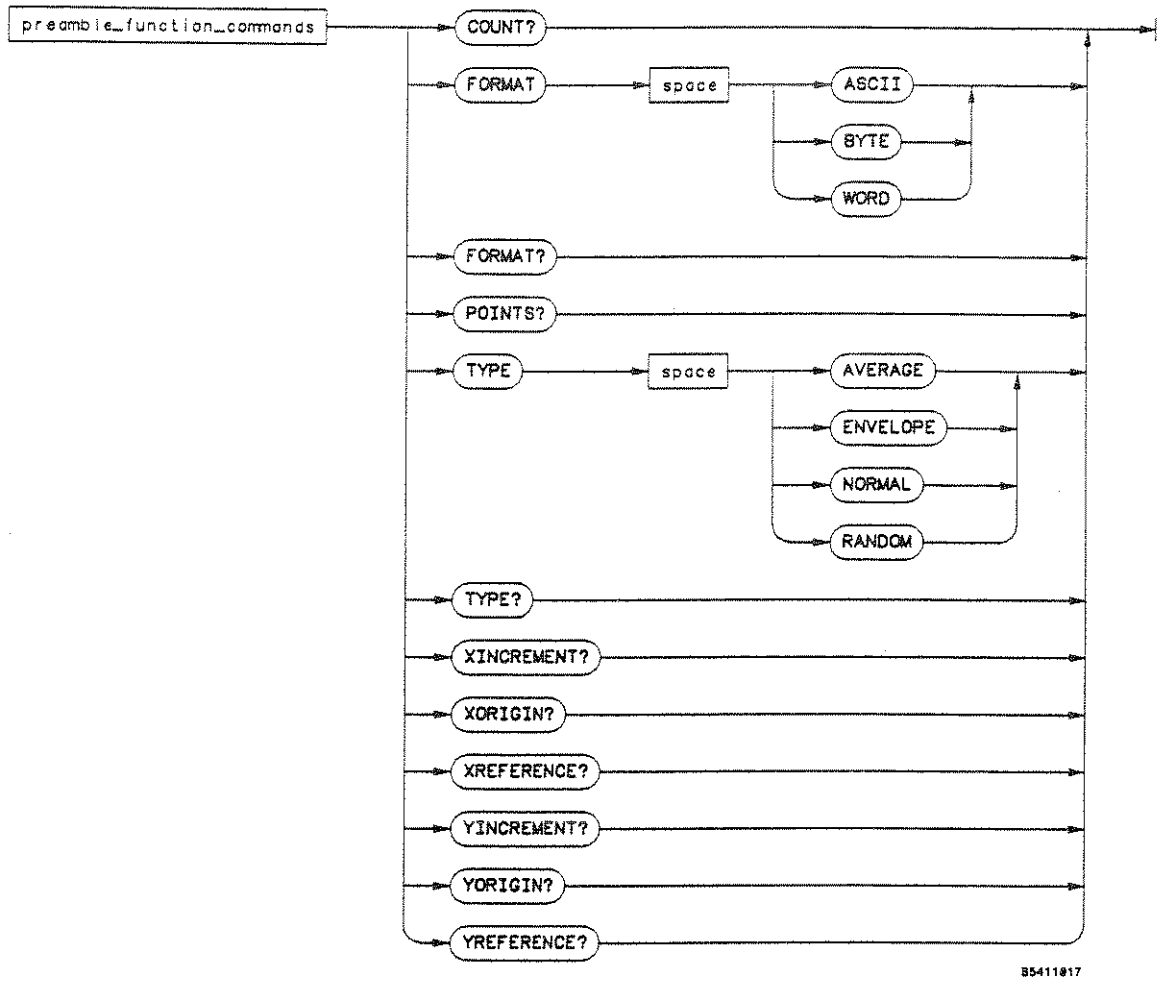 preamble_function_commands COUNT?
FORMAT space ASCII
BYTE
WORD
FORMAT?
POINTS?
TYPE space AVERAGE
ENVELOPE
NORMAL
RANDOM
TYPE?
XINCREMENT?
XORIGIN?
XREFERENCE?
YINCREMENT?
YORIGIN?
YREFERENCE?